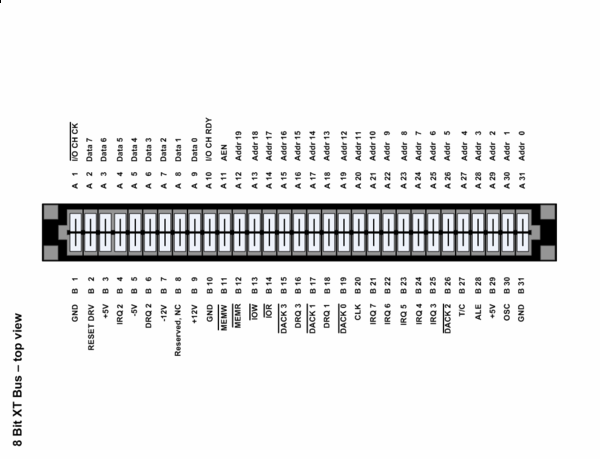 8 Bit XT Bus – top view
GND B 1 A 1 I/O CH CK
RESET DRV B 2 A 2 Data 7
+5V B 3 A 3 Data 6
IRQ 2 B 4 A 4 Data 5
-5V B 5 A 5 Data 4
DRQ 2 B 6 A 6 Data 3
-12V B 7 A 7 Data 2
Reserved, NC B 8 A 8 Data 1
+12V B 9 A 9 Data 0
GND B 10 A 10 I/O CH RDY
MEMW B 11 A 11 AEN
MEMR B 12 A 12 Addr 19
IOW B 13 A 13 Addr 18
IOR B 14 A 14 Addr 17
DACK 3 B 15 A 15 Addr 16
DRQ 3 B 16 A 16 Addr 15
DACK 1 B 17 A 17 Addr 14
DRQ 1 B 18 A 18 Addr 13
DACK 0 B 19 A 19 Addr 12
CLK B 20 A 20 Addr 11
IRQ 7 B 21 A 21 Addr 10
IRQ 6 B 22 A 22 Addr 9
IRQ 5 B 23 A 23 Addr 8
IRQ 4 B 24 A 24 Addr 7
IRQ 3 B 25 A 25 Addr 6
DACK 2 B 26 A 26 Addr 5
T/C B 27 A 27 Addr 4
ALE B 28 A 28 Addr 3
+5V B 29 A 29 Addr 2
OSC B 30 A 30 Addr 1
GND B 31 A 31 Addr 0